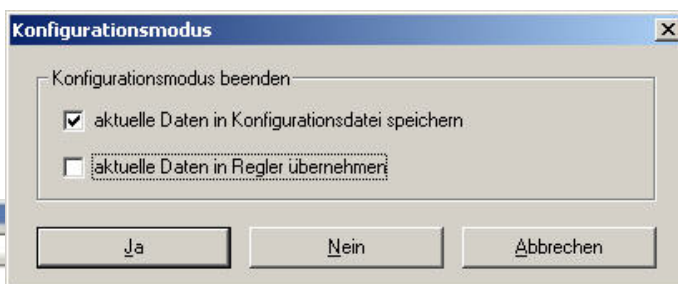 Konfigurationsmodus
Konfigurationsmodus beenden
aktuelle Daten in Konfigurationsdatei speichern
aktuelle Daten in Regler übernehmen
Ja
Nein
Abbrechen